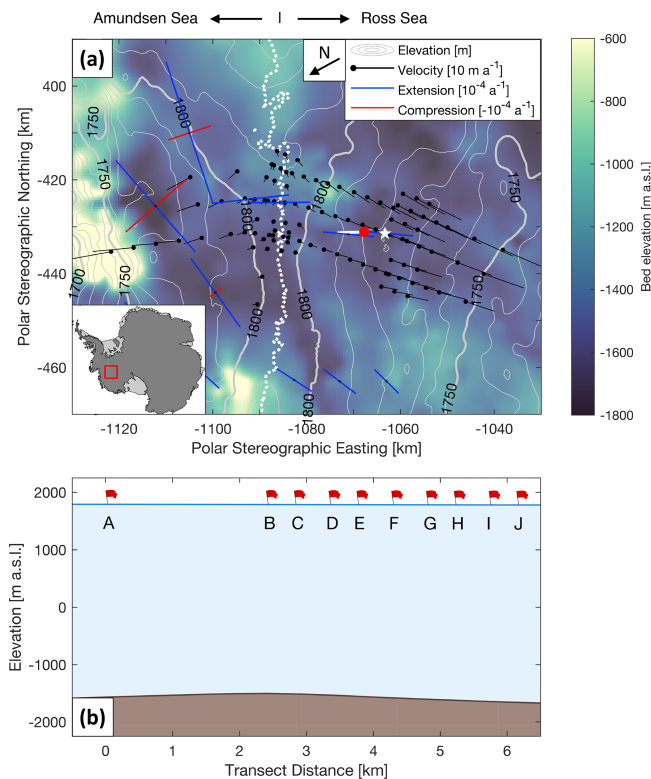 Amundsen Sea I Ross Sea
(a)
N
Elevation [m]
Velocity [10 m a⁻¹]
Extension [10⁻⁴ a⁻¹]
Compression [-10⁻⁴ a⁻¹]
-400
-420
-440
-460
Polar Stereographic Northing [km]
1750
1800
1750
1700
1750
1800
1800
1800
1800
1750
1750
1750
-1120
-1100
-1080
-1060
-1040
Polar Stereographic Easting [km]
-600
-800
-1000
-1200
-1400
-1600
-1800
Bed elevation [m a.s.l.]
2000
1000
0
-1000
-2000
Elevation [m a.s.l.]
A B C D E F G H I J
(b)
0 1 2 3 4 5 6
Transect Distance [km]